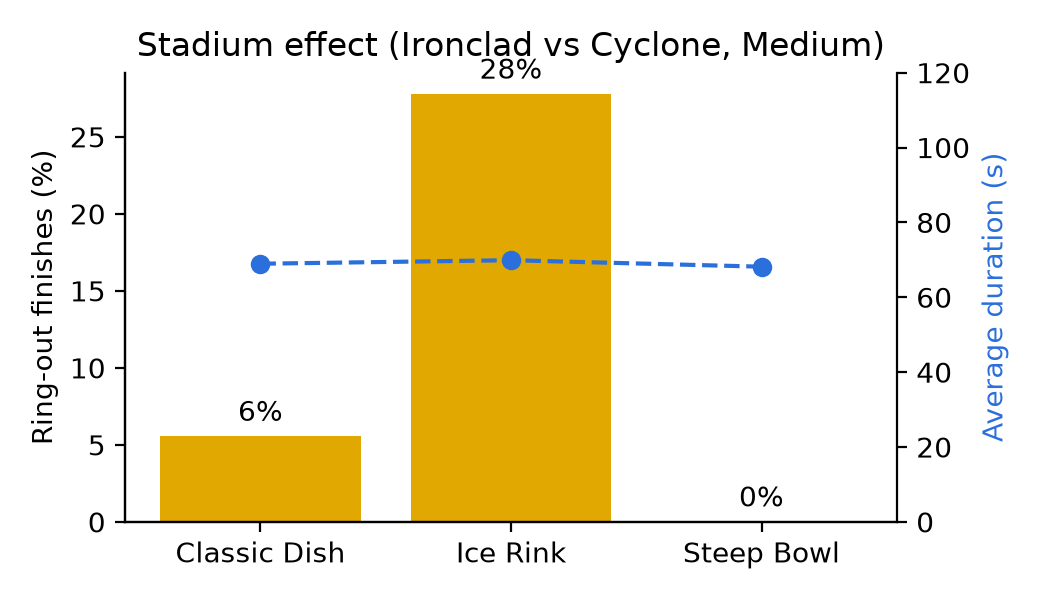 Stadium effect (Ironclad vs Cyclone, Medium)
Ring-out finishes (%)
25
20
15
10
5
0
28%
6%
0%
120
100
80
60
40
20
0
Average duration (s)
Classic Dish
Ice Rink
Steep Bowl